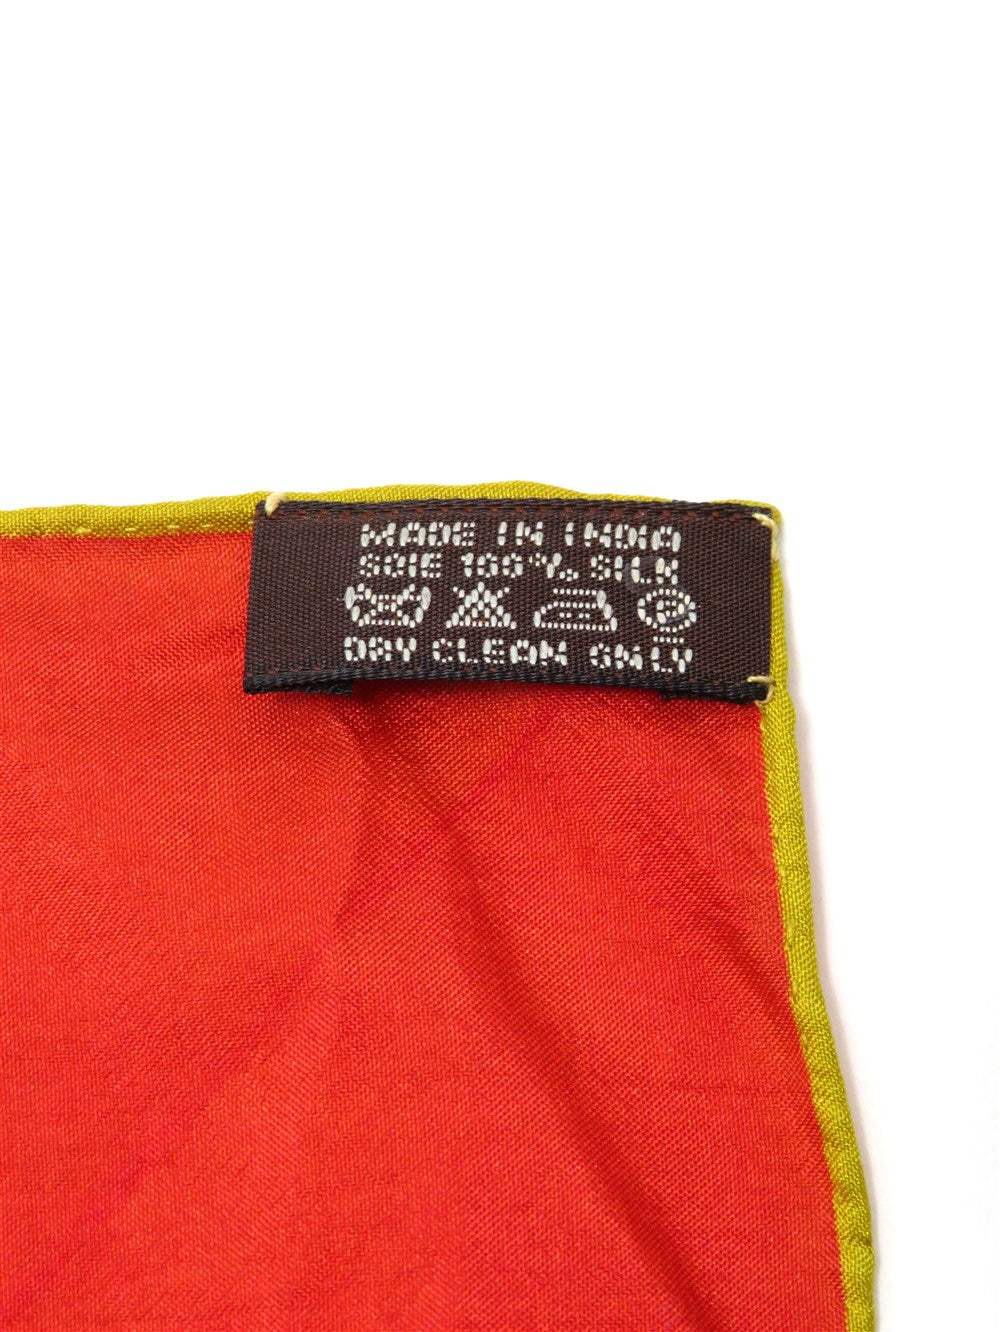 MADE IN INDIA
SOIE 100% SILK
P
DRY CLEAN ONLY